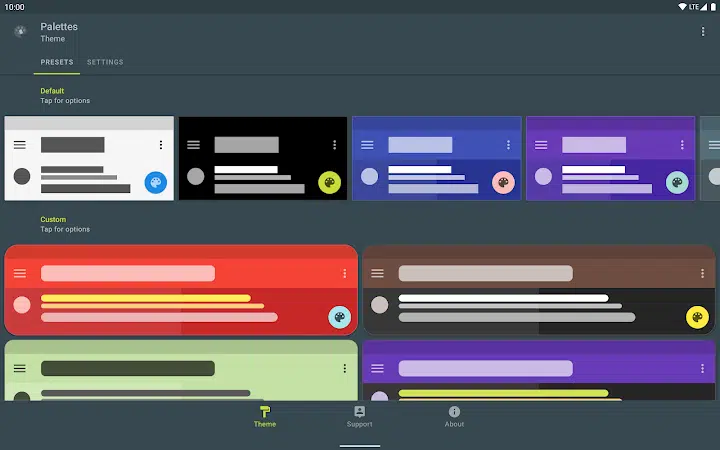 10:00
LTE
Palettes
Theme
PRESETS
SETTINGS
Default
Tap for options
Custom
Tap for options
Theme
Support
About